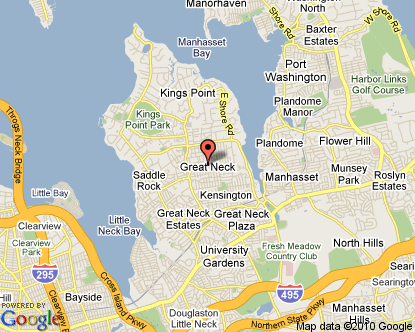 Manorhaven
Washington
North
Manhasset
Bay
E Shore Rd
Baxter
Estates
W Shore Rd
Port
Washington
Kings Point
E Shore Rd
Harbor Links
Golf Course
Plandome
Manor
Kings
Point Park
Throgs Neck Bridge
Plandome
Flower Hill
Great Neck
Saddle
Rock
Manhasset
Munsey
Park
Roslyn
Estates
Little Bay
Kensington
Little
Neck Bay
Great Neck
Estates
Great Neck
Plaza
Clearview
Clearview
Park
North Hills
University
Gardens
Fresh Meadow
Country Club
Searin
Searingtow
295
Cross Island Pkwy
495
Hill
Bayside
Clearview E
Douglaston
Little Neck
Northern State Pkwy
Manhasset
Hills
POWERED BY
Google
Map data ©2010 Google